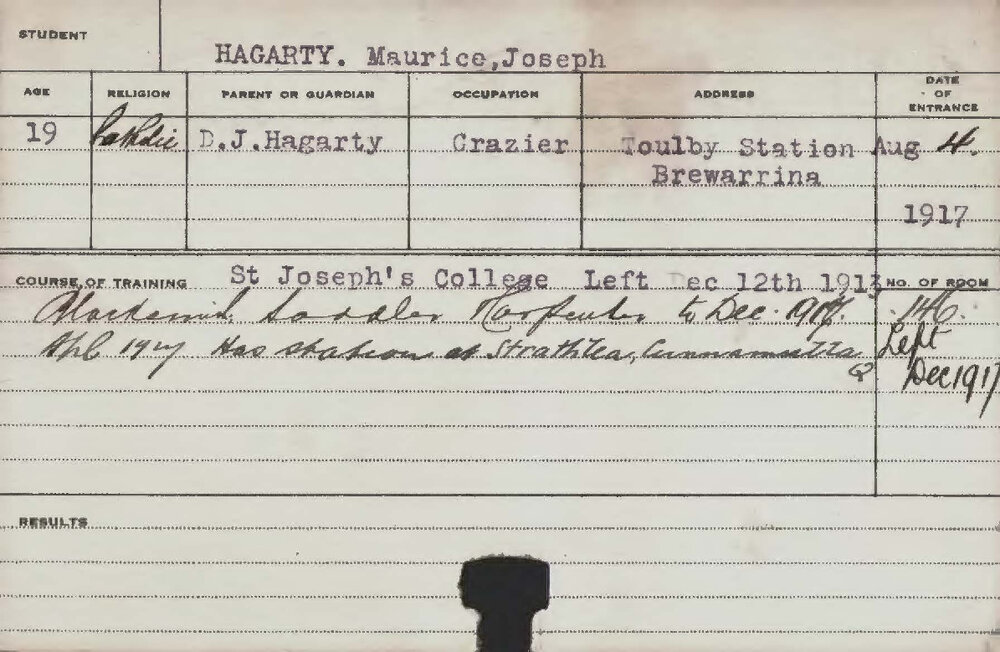 STUDENT
HAGARTY. Maurice,Joseph
AGE RELIGION PARENT OR GUARDIAN OCCUPATION ADDRESS DATE OF ENTRANCE
19 Catholic D.J.Hagarty Grazier Toulby Station Aug 4.
Brewarrina
1917
COURSE OF TRAINING St Joseph's College Left Dec 12th 1913 NO. OF ROOM
Saddler & Carpenter to Dec. 1917. 146.
1927 Has station at Strathlea, Cunnamulla Left
Q Dec 1917
RESULTS